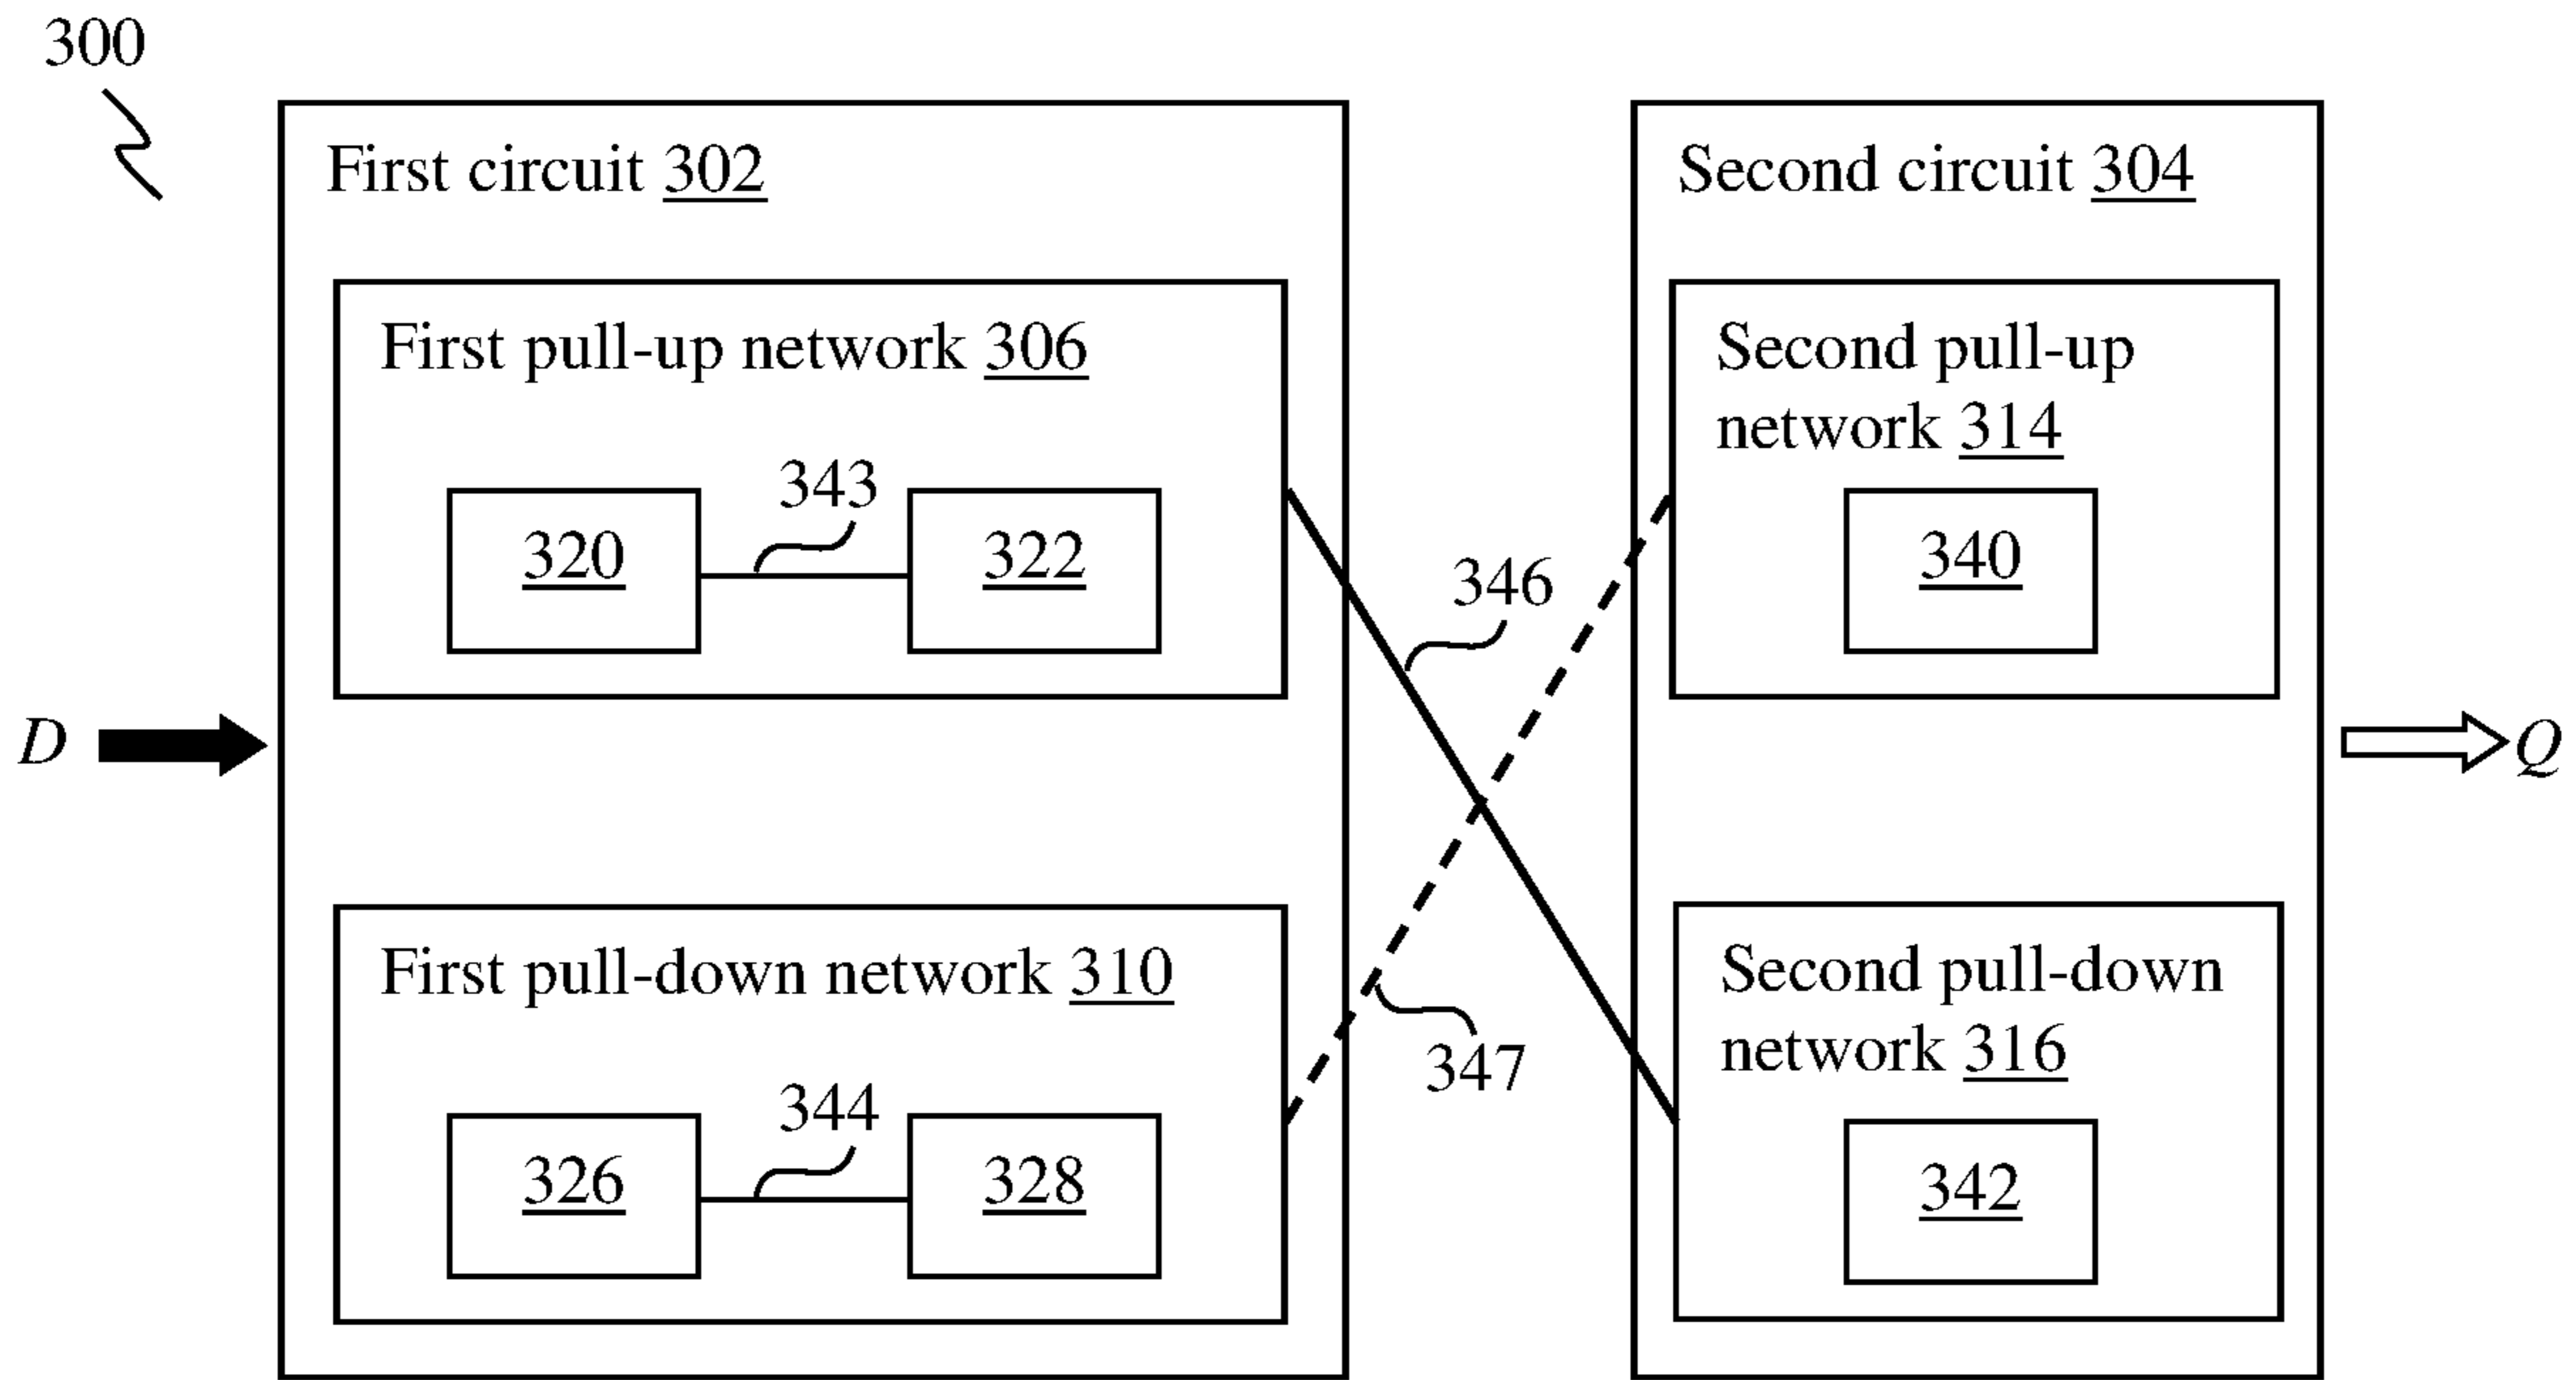 300
First circuit 302
Second circuit 304
First pull-up network 306
Second pull-up
network 314
343
320
322
340
346
D
Q
First pull-down network 310
Second pull-down
network 316
347
344
326
328
342